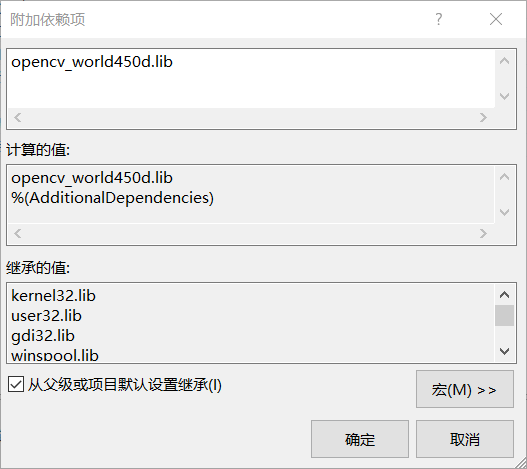 附加依赖项
opencv_world450d.lib
计算的值:
opencv_world450d.lib
%(AdditionalDependencies)
继承的值:
kernel32.lib
user32.lib
gdi32.lib
winspool.lib
从父级或项目默认设置继承(I)
宏(M) >>
确定
取消